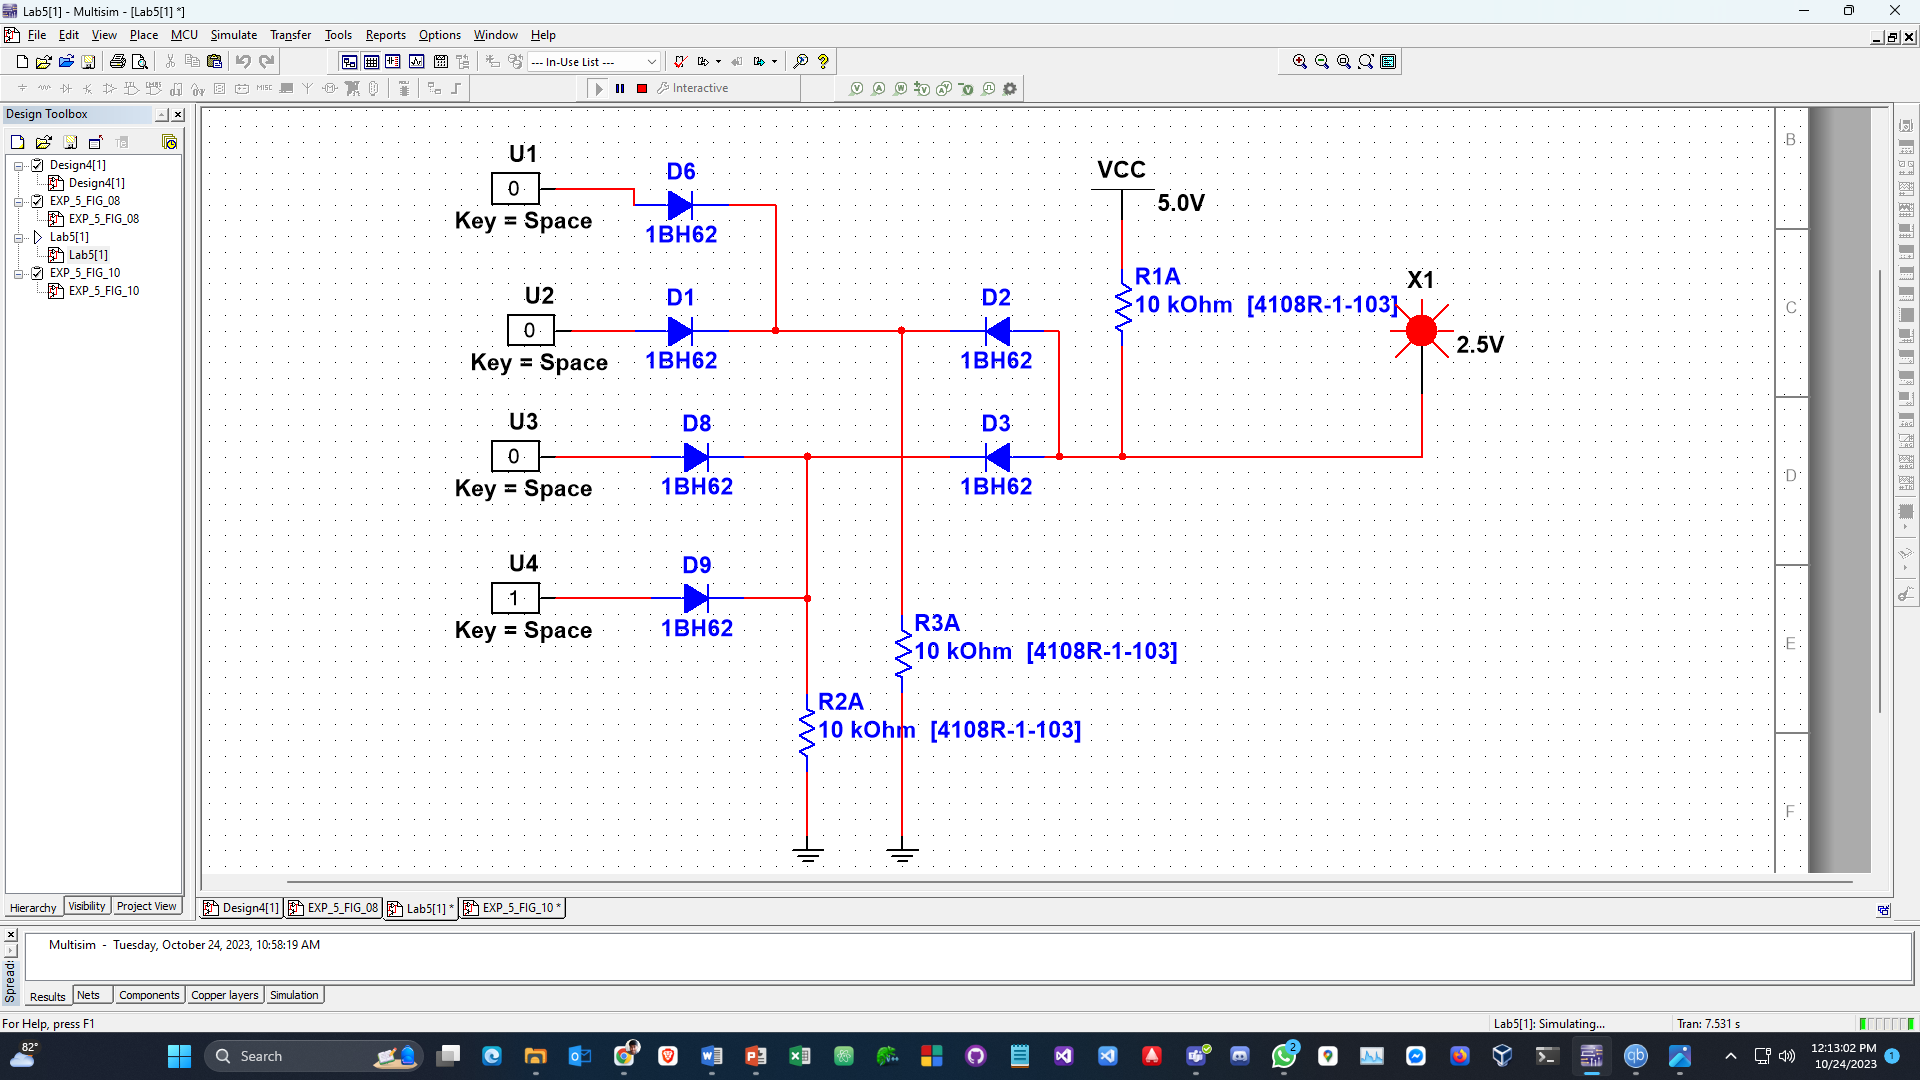 Lab5[1] - Multisim - [Lab5[1] *]
File Edit View Place MCU Simulate Transfer Tools Reports Options Window Help
--- In-Use List ---
Interactive
Design Toolbox
Design4[1]
Design4[1]
EXP_5_FIG_08
EXP_5_FIG_08
Lab5[1]
Lab5[1]
EXP_5_FIG_10
EXP_5_FIG_10
Hierarchy Visibility Project View
U1
0
Key = Space
D6
1BH62
VCC
5.0V
U2
0
Key = Space
D1
1BH62
D2
1BH62
R1A
10 kOhm [4108R-1-103]
X1
2.5V
U3
0
Key = Space
D8
1BH62
D3
1BH62
U4
1
Key = Space
D9
1BH62
R3A
10 kOhm [4108R-1-103]
R2A
10 kOhm [4108R-1-103]
B
C
D
E
F
Design4[1] EXP_5_FIG_08 Lab5[1] * EXP_5_FIG_10 *
Multisim - Tuesday, October 24, 2023, 10:58:19 AM
Spread
Results Nets Components Copper layers Simulation
For Help, press F1
Lab5[1]: Simulating... Tran: 7.531 s
82°
Search
2
12:13:02 PM
10/24/2023
1